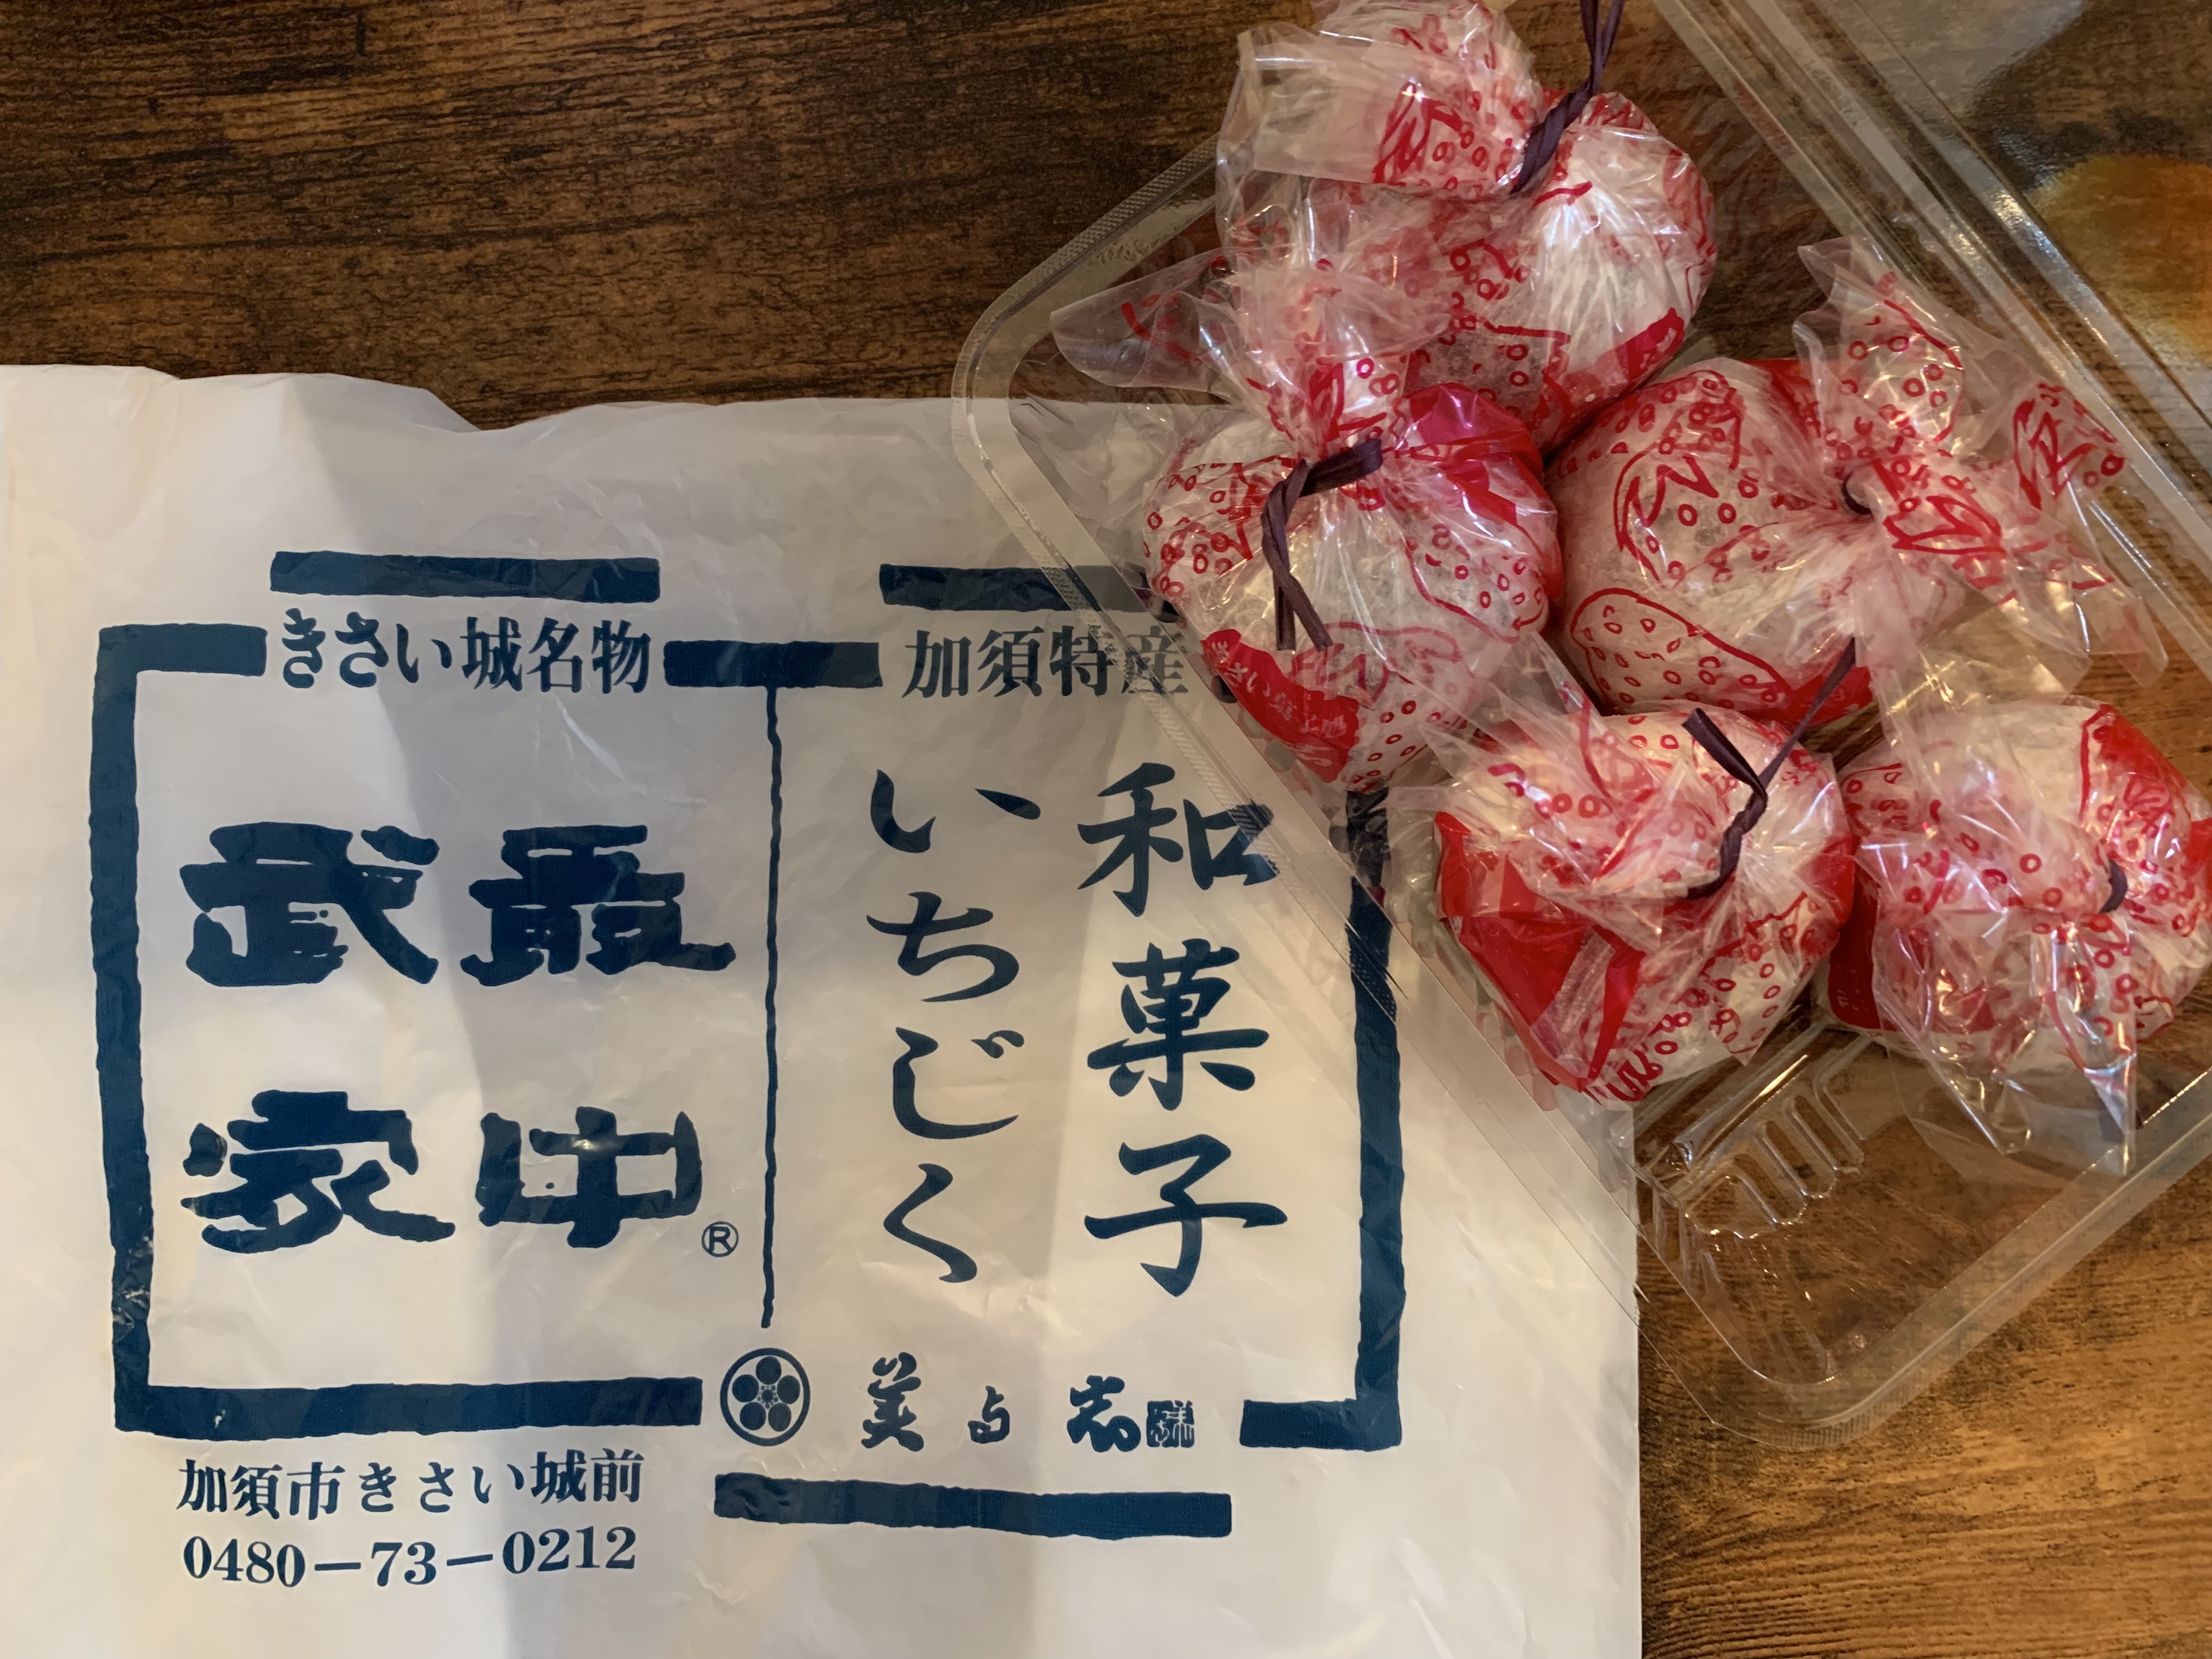 きさい城名物
最中
武家
®
加須特産
和菓子
いちじく
加須市きさい城前
0480-73-0212